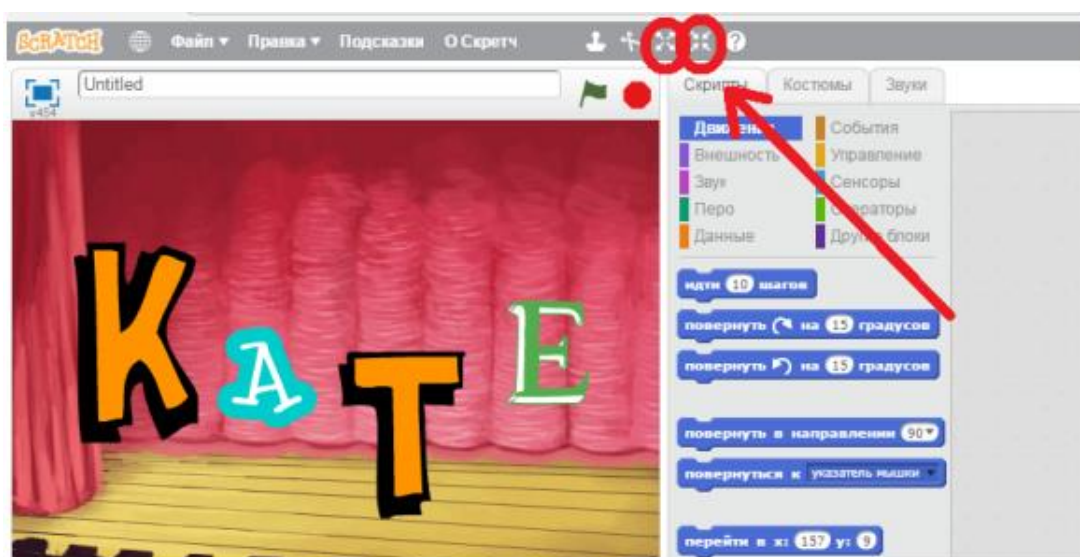 SCRATCH Файл Правка Подсказки О Скретч ?
Untitled
v454
Скрипты Костюмы Звуки
Движение События
Внешность Управление
Звук Сенсоры
Перо Операторы
Данные Другие блоки
идти 10 шагов
повернуть на 15 градусов
повернуть на 15 градусов
повернуть в направлении 90
повернуться к указатель мышки
перейти в x: 157 y: 9
KATE